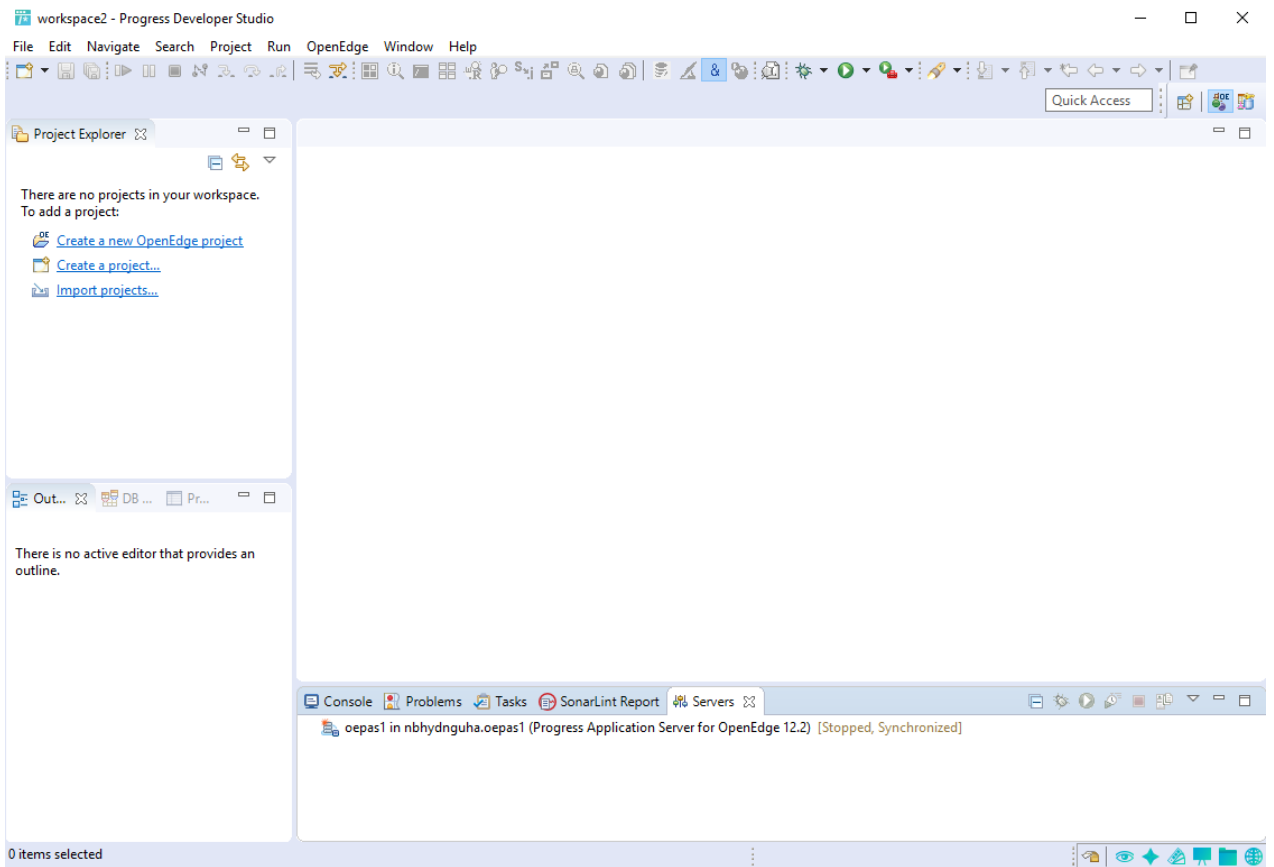 workspace2 - Progress Developer Studio
File Edit Navigate Search Project Run OpenEdge Window Help
Quick Access
Project Explorer
There are no projects in your workspace.
To add a project:
Create a new OpenEdge project
Create a project...
Import projects...
Out... DB ... Pr...
There is no active editor that provides an
outline.
Console Problems Tasks SonarLint Report Servers
oepas1 in nbhydnguha.oepas1 (Progress Application Server for OpenEdge 12.2) [Stopped, Synchronized]
0 items selected